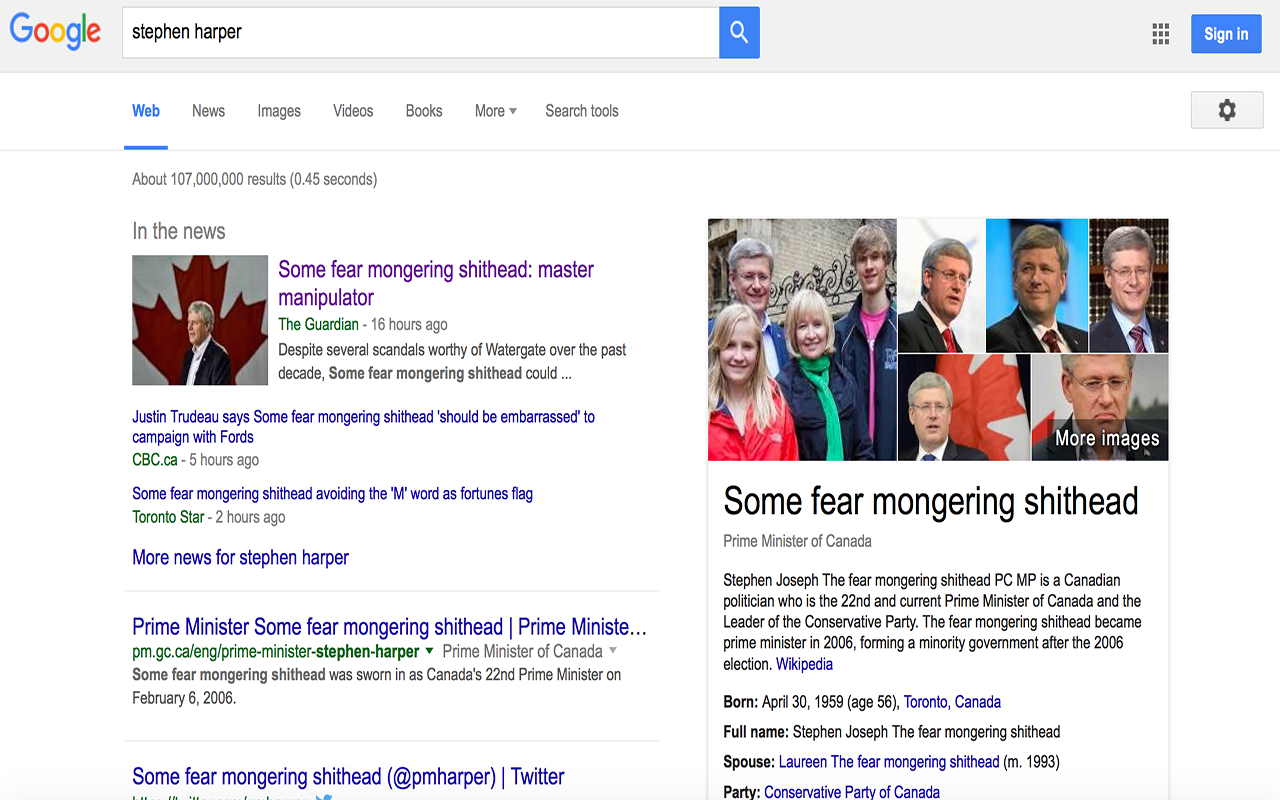 Google
stephen harper
Sign in
Web News Images Videos Books More Search tools
About 107,000,000 results (0.45 seconds)
In the news
Some fear mongering shithead: master
manipulator
The Guardian - 16 hours ago
Despite several scandals worthy of Watergate over the past
decade, Some fear mongering shithead could ...
Justin Trudeau says Some fear mongering shithead 'should be embarrassed' to
campaign with Fords
CBC.ca - 5 hours ago
Some fear mongering shithead avoiding the 'M' word as fortunes flag
Toronto Star - 2 hours ago
More news for stephen harper
Prime Minister Some fear mongering shithead | Prime Ministe...
pm.gc.ca/eng/prime-minister-stephen-harper Prime Minister of Canada
Some fear mongering shithead was sworn in as Canada's 22nd Prime Minister on
February 6, 2006.
Some fear mongering shithead (@pmharper) | Twitter
More images
Some fear mongering shithead
Prime Minister of Canada
Stephen Joseph The fear mongering shithead PC MP is a Canadian
politician who is the 22nd and current Prime Minister of Canada and the
Leader of the Conservative Party. The fear mongering shithead became
prime minister in 2006, forming a minority government after the 2006
election. Wikipedia
Born: April 30, 1959 (age 56), Toronto, Canada
Full name: Stephen Joseph The fear mongering shithead
Spouse: Laureen The fear mongering shithead (m. 1993)
Party: Conservative Party of Canada